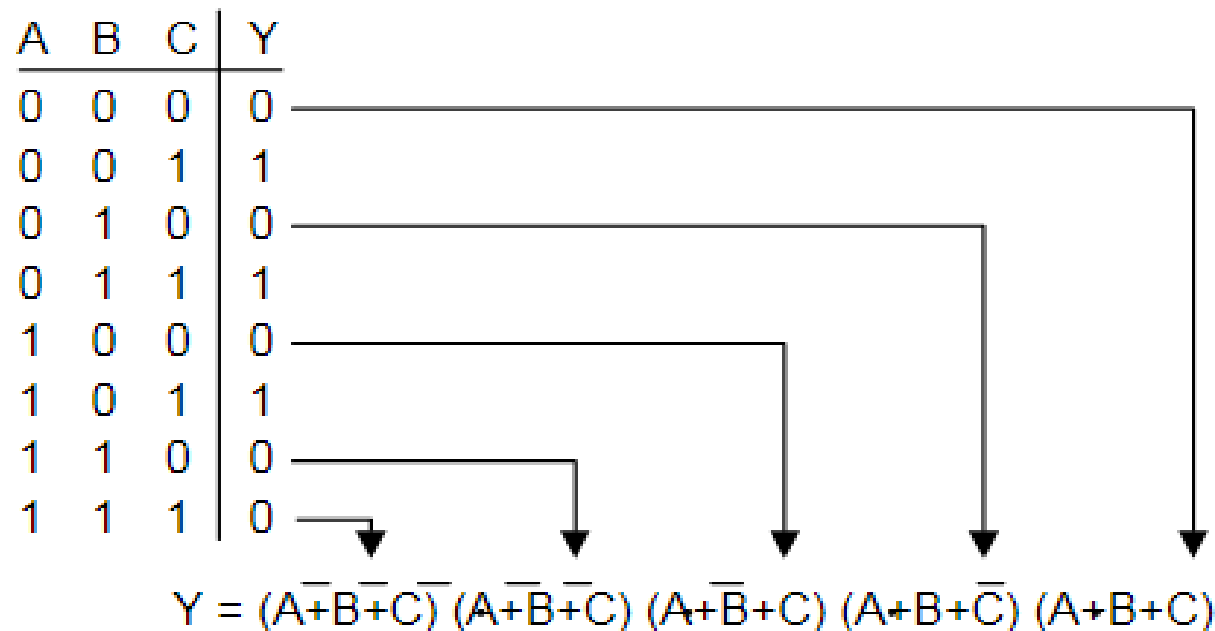 A B C Y
0 0 0 0
0 0 1 1
0 1 0 0
0 1 1 1
1 0 0 0
1 0 1 1
1 1 0 0
1 1 1 0
Y = (A+̅B+̅C)̅ (A+B̅+̅C) (A+B̅+C) (A+B+C̅) (A+B+C)